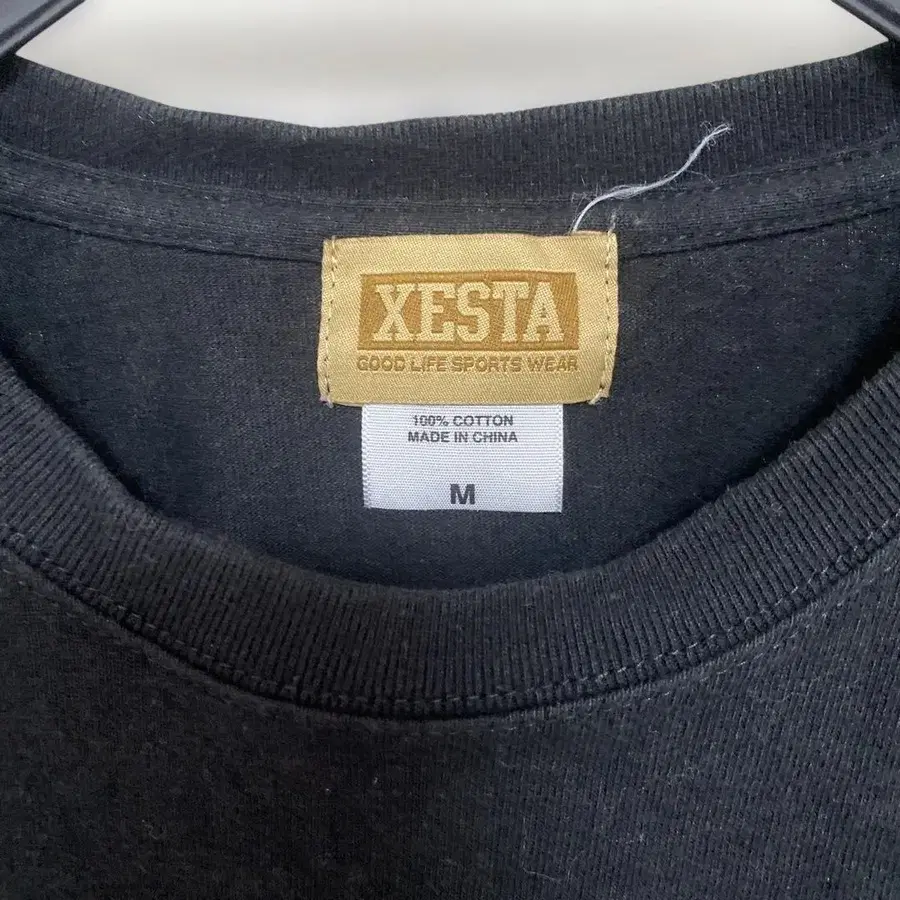 XESTA
GOOD LIFE SPORTS WEAR
100% COTTON
MADE IN CHINA
M